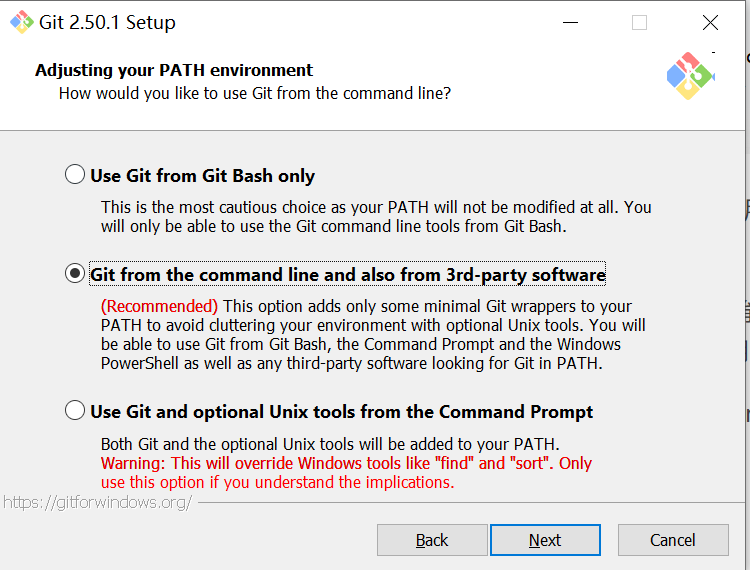 Git 2.50.1 Setup
Adjusting your PATH environment
How would you like to use Git from the command line?
Use Git from Git Bash only
This is the most cautious choice as your PATH will not be modified at all. You
will only be able to use the Git command line tools from Git Bash.
Git from the command line and also from 3rd-party software
(Recommended) This option adds only some minimal Git wrappers to your
PATH to avoid cluttering your environment with optional Unix tools. You will
be able to use Git from Git Bash, the Command Prompt and the Windows
PowerShell as well as any third-party software looking for Git in PATH.
Use Git and optional Unix tools from the Command Prompt
Both Git and the optional Unix tools will be added to your PATH.
Warning: This will override Windows tools like "find" and "sort". Only
use this option if you understand the implications.
https://gitforwindows.org/
Back
Next
Cancel